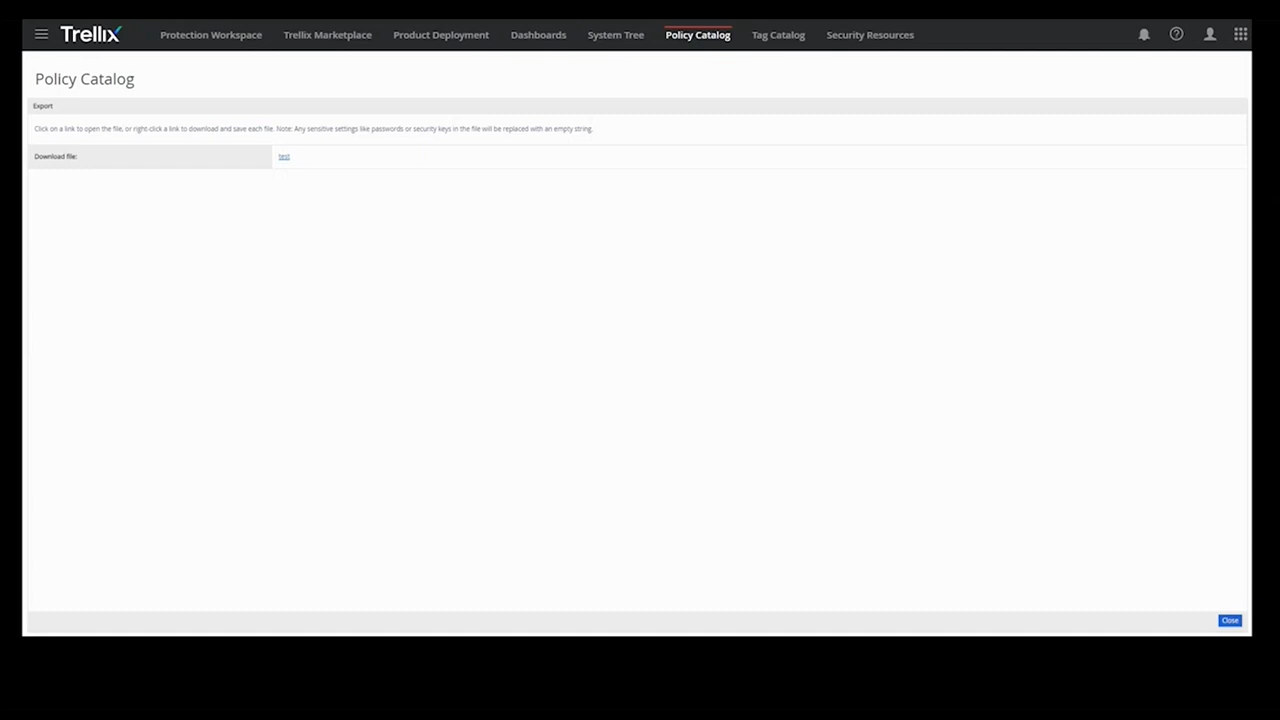 Trellix Protection Workspace Trellix Marketplace Product Deployment Dashboards System Tree Policy Catalog Tag Catalog Security Resources
Policy Catalog
Export
Click on a link to open the file, or right-click a link to download and save each file. Note: Any sensitive settings like passwords or security keys in the file will be replaced with an empty string.
Download file: test
Close